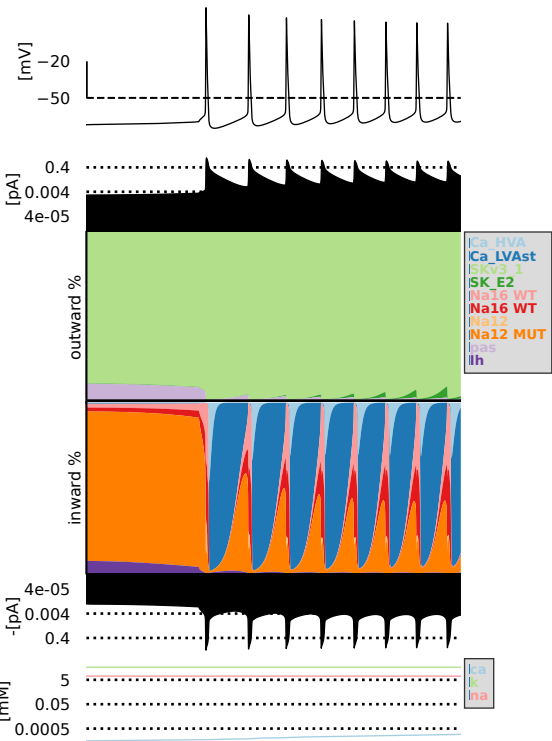 [mV]
−20
−50
[pA]
0.4
0.004
4e-05
outward %
Ca_HVA
Ca_LVAst
SKv3_1
SK_E2
Na16 WT
Na16 WT
Na12
Na12 MUT
pas
Ih
inward %
-[pA]
4e-05
0.004
0.4
[mM]
5
0.05
0.0005
ca
k
na